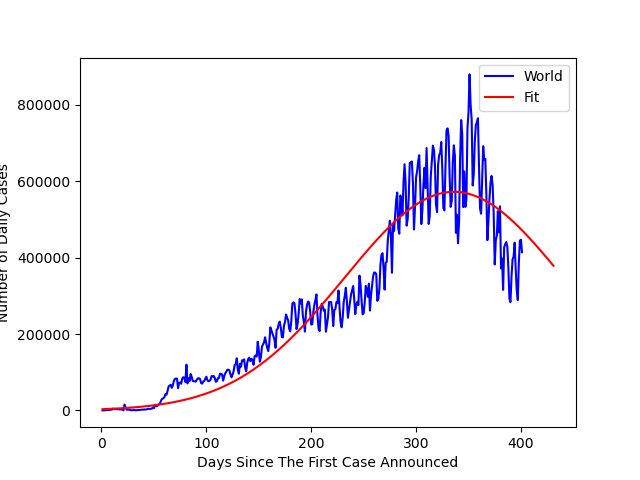 World
Fit
800000
600000
400000
200000
0
Number of Daily Cases
0 100 200 300 400
Days Since The First Case Announced